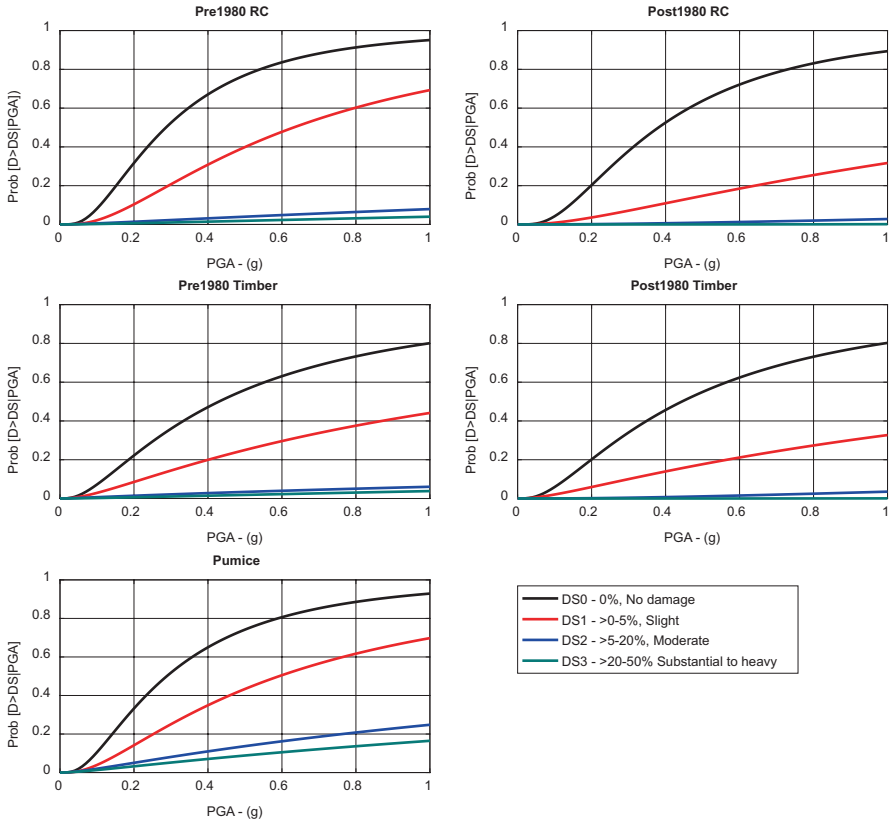 Pre1980 RC
Prob [D>DS|PGA])
1
0.8
0.6
0.4
0.2
0
0 0.2 0.4 0.6 0.8 1
PGA - (g)
Post1980 RC
Prob [D>DS|PGA]
1
0.8
0.6
0.4
0.2
0
0 0.2 0.4 0.6 0.8 1
PGA - (g)
Pre1980 Timber
Prob [D>DS|PGA]
1
0.8
0.6
0.4
0.2
0
0 0.2 0.4 0.6 0.8 1
PGA - (g)
Post1980 Timber
Prob [D>DS|PGA]
1
0.8
0.6
0.4
0.2
0
0 0.2 0.4 0.6 0.8 1
PGA - (g)
Pumice
Prob [D>DS|PGA]
1
0.8
0.6
0.4
0.2
0
0 0.2 0.4 0.6 0.8 1
PGA - (g)
DS0 - 0%, No damage
DS1 - >0-5%, Slight
DS2 - >5-20%, Moderate
DS3 - >20-50% Substantial to heavy